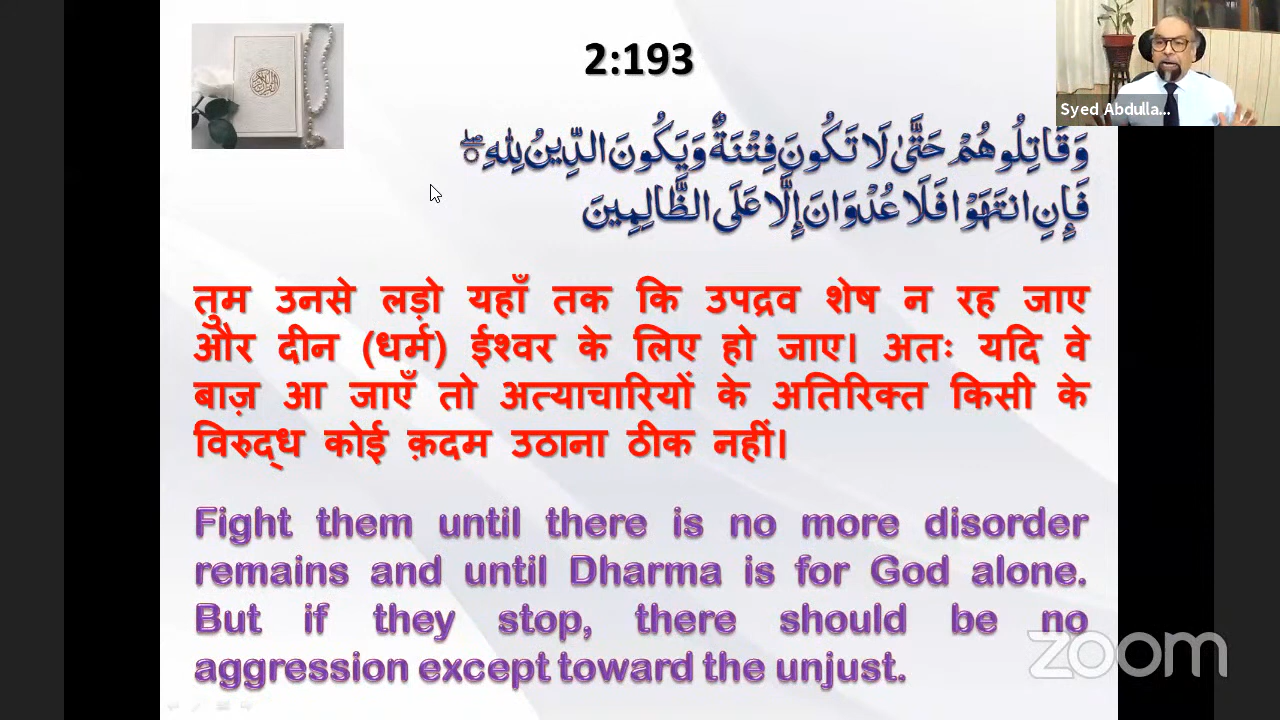 2:193
Syed Abdulla...
وَقَاتِلُوهُمْ حَتَّىٰ لَا تَكُونَ فِتْنَةٌ وَيَكُونَ الدِّينُ لِلَّهِ ۖ
فَإِنِ انتَهَوْا فَلَا عُدْوَانَ إِلَّا عَلَى الظَّالِمِينَ
तुम उनसे लड़ो यहाँ तक कि उपद्रव शेष न रह जाए
और दीन (धर्म) ईश्वर के लिए हो जाए। अतः यदि वे
बाज़ आ जाएँ तो अत्याचारियों के अतिरिक्त किसी के
विरुद्ध कोई क़दम उठाना ठीक नहीं।
Fight them until there is no more disorder
remains and until Dharma is for God alone.
But if they stop, there should be no
aggression except toward the unjust.
zoom